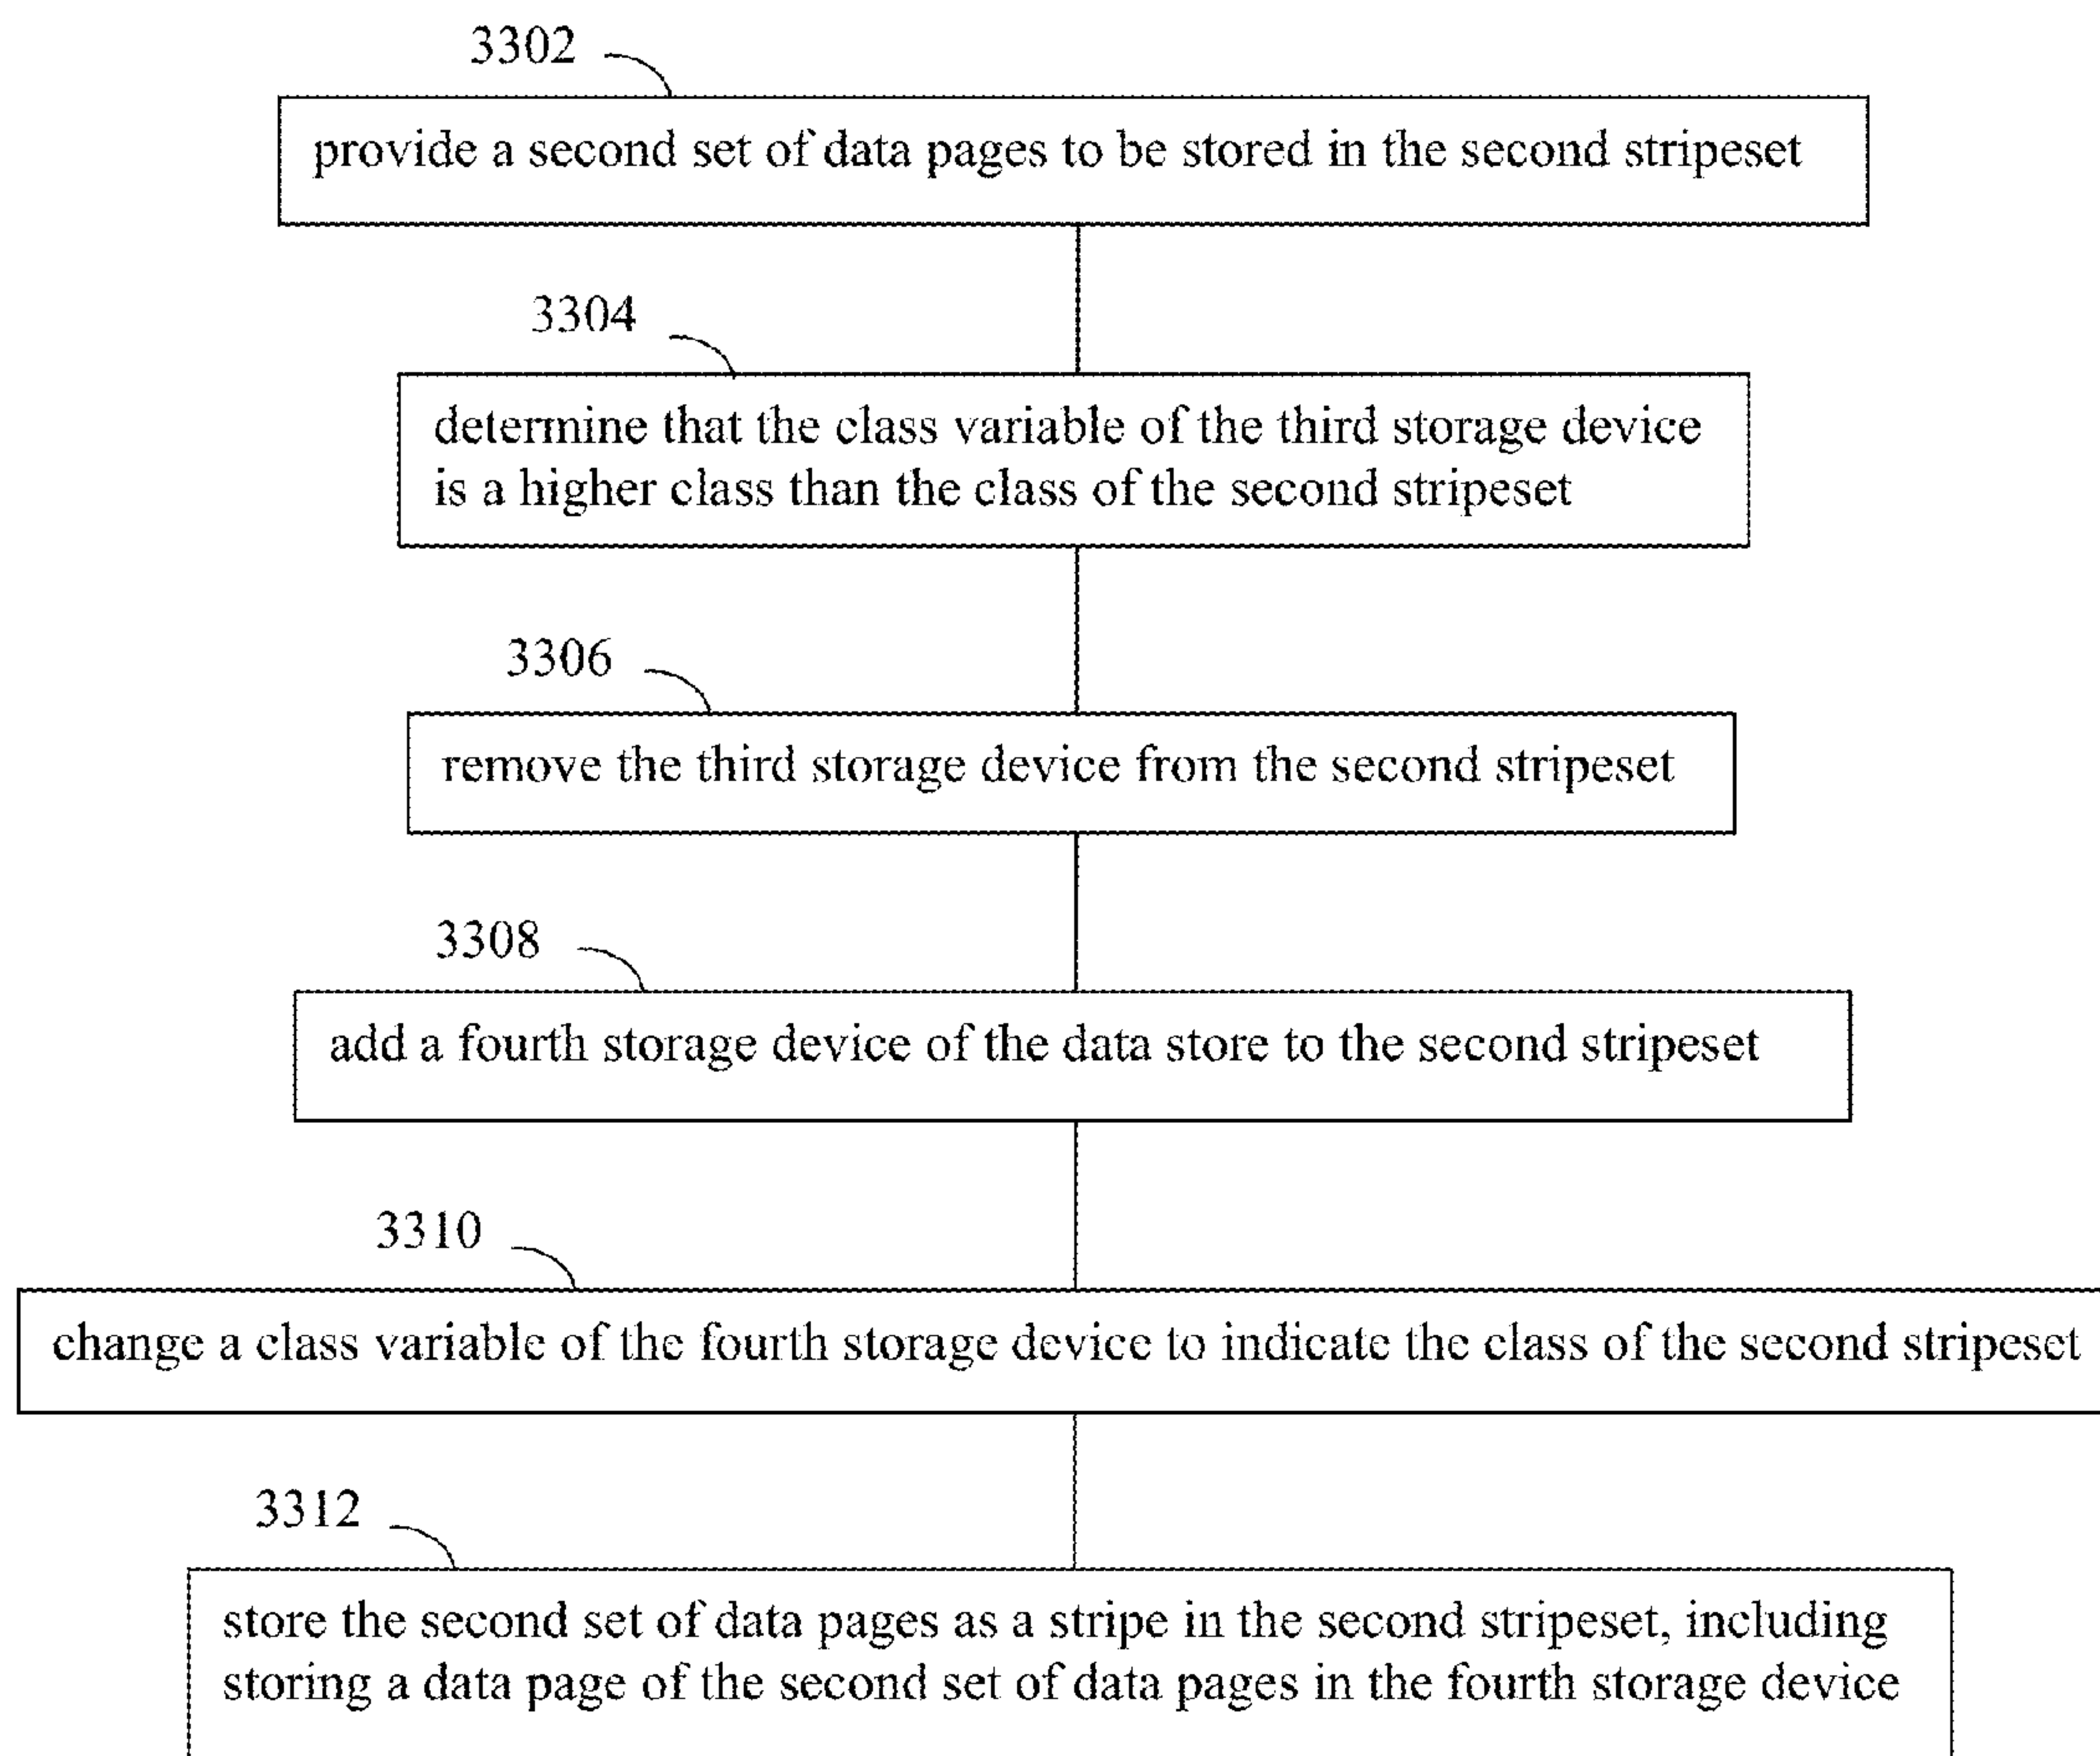 3302
provide a second set of data pages to be stored in the second stripeset
3304
determine that the class variable of the third storage device
is a higher class than the class of the second stripeset
3306
remove the third storage device from the second stripeset
3308
add a fourth storage device of the data store to the second stripeset
3310
change a class variable of the fourth storage device to indicate the class of the second stripeset
3312
store the second set of data pages as a stripe in the second stripeset, including
storing a data page of the second set of data pages in the fourth storage device